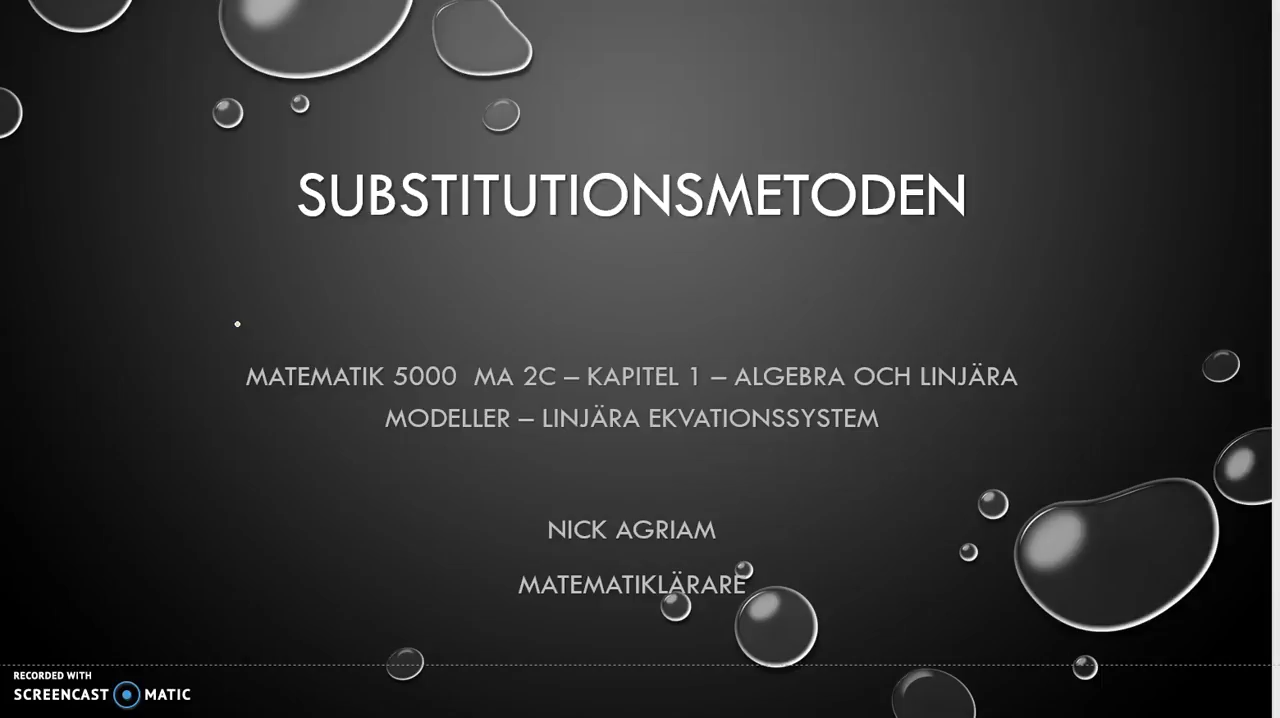 SUBSTITUTIONSMETODEN
MATEMATIK 5000 MA 2C – KAPITEL 1 – ALGEBRA OCH LINJÄRA
MODELLER – LINJÄRA EKVATIONSSYSTEM
NICK AGRIAM
MATEMATIKLÄRARE
RECORDED WITH
SCREENCAST MATIC